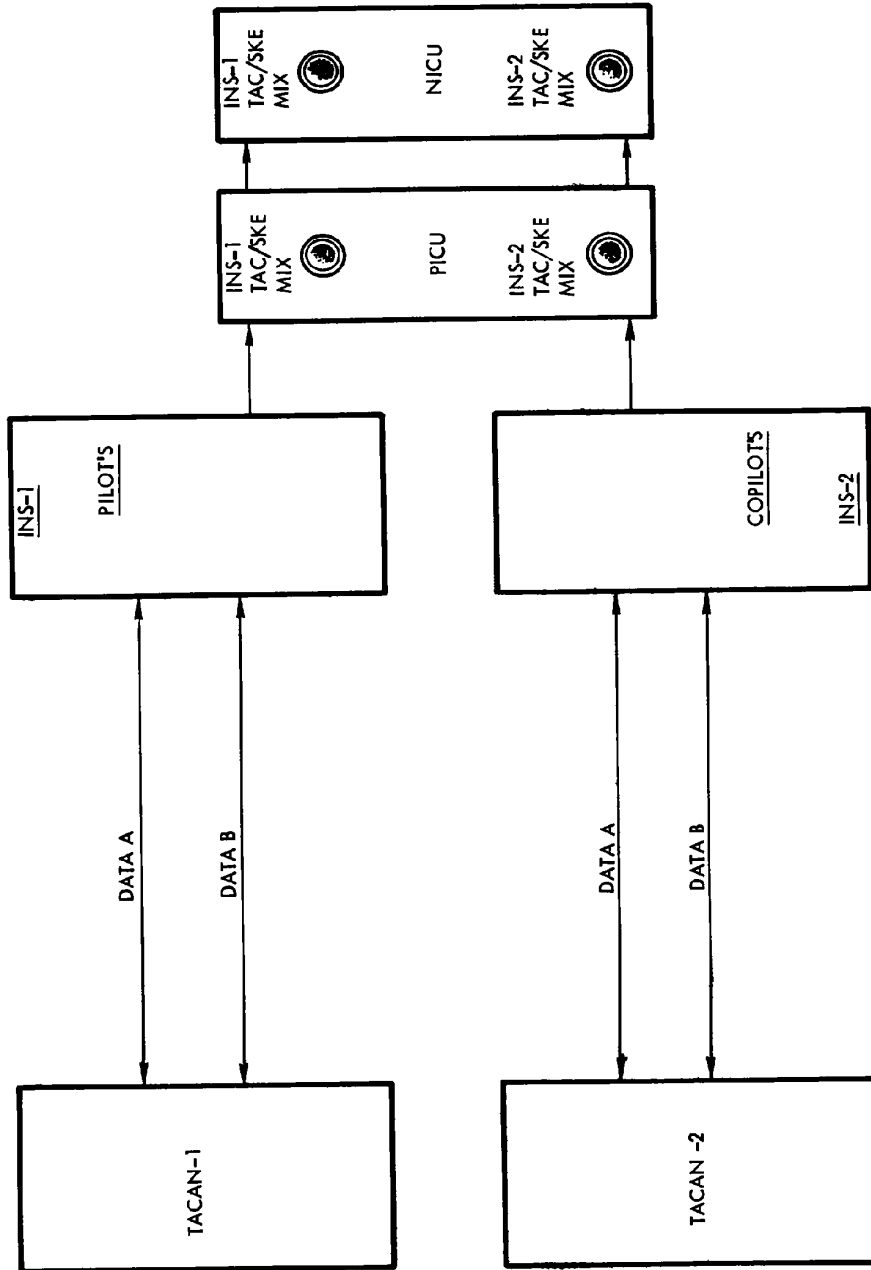 TACAN-1
DATA A
DATA B
INS-1
PILOT'S
TACAN -2
DATA A
DATA B
COPILOT'S
INS-2
INS-1
TAC/SKE
MIX
PICU
INS-2
TAC/SKE
MIX
INS-1
TAC/SKE
MIX
NICU
INS-2
TAC/SKE
MIX